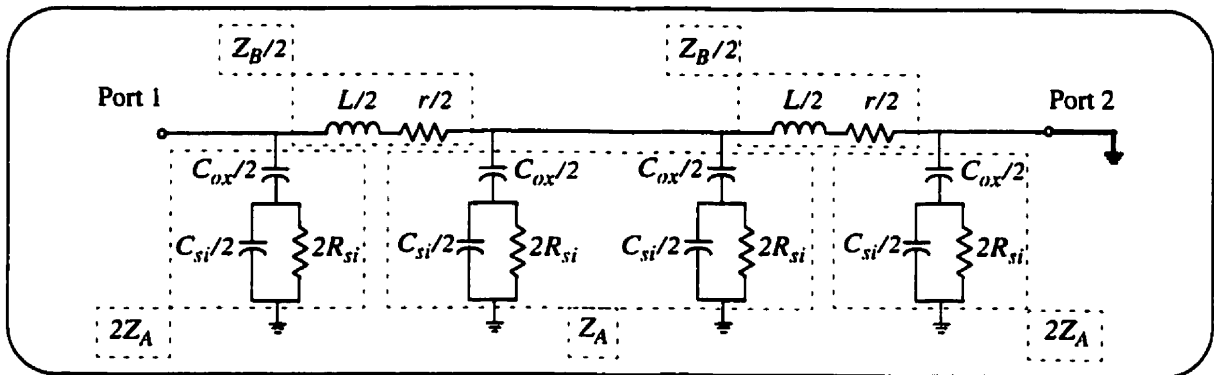 Z_B/2 Z_B/2
Port 1 L/2 r/2 L/2 r/2 Port 2
C_ox/2 C_ox/2 C_ox/2 C_ox/2
C_si/2 2R_si C_si/2 2R_si C_si/2 2R_si C_si/2 2R_si
2Z_A Z_A 2Z_A